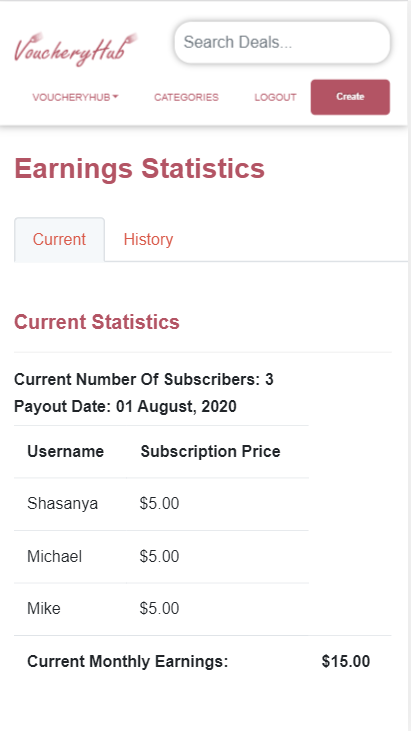 VoucheryHub
Search Deals...
VOUCHERYHUB CATEGORIES LOGOUT Create
Earnings Statistics
Current History
Current Statistics
Current Number Of Subscribers: 3
Payout Date: 01 August, 2020
Username Subscription Price
Shasanya $5.00
Michael $5.00
Mike $5.00
Current Monthly Earnings: $15.00